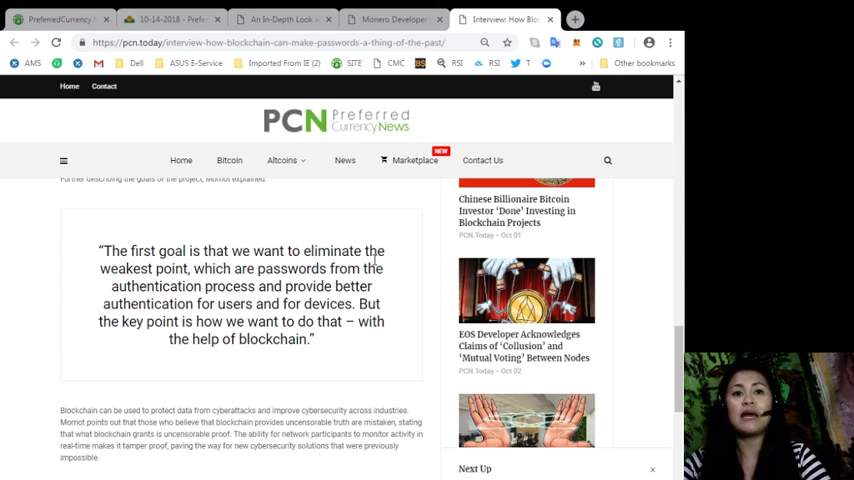 PreferredCurrency N
10-14-2018 - Prefer
An In-Depth Look a
Monero Developer
Interview: How Blo
https://pcn.today/interview-how-blockchain-can-make-passwords-a-thing-of-the-past/
AMS
Dell
ASUS E-Service
Imported From IE (2)
SITE
CMC
RSI
RSI
T
»
Other bookmarks
Home
Contact
PCN Preferred
CurrencyNews
NEW
Home
Bitcoin
Altcoins
News
Marketplace
Contact Us
Further describing the goals of the project, Momot explained:
“The first goal is that we want to eliminate the
weakest point, which are passwords from the
authentication process and provide better
authentication for users and for devices. But
the key point is how we want to do that – with
the help of blockchain.”
Blockchain can be used to protect data from cyberattacks and improve cybersecurity across industries.
Momot points out that those who believe that blockchain provides uncensorable truth are mistaken, stating
that what blockchain grants is uncensorable proof. The ability for network participants to monitor activity in
real-time makes it tamper proof, paving the way for new cybersecurity solutions that were previously
impossible.
Chinese Billionaire Bitcoin
Investor ‘Done’ Investing in
Blockchain Projects
PCN.Today - Oct 01
EOS Developer Acknowledges
Claims of ‘Collusion’ and
‘Mutual Voting’ Between Nodes
PCN.Today - Oct 02
Next Up